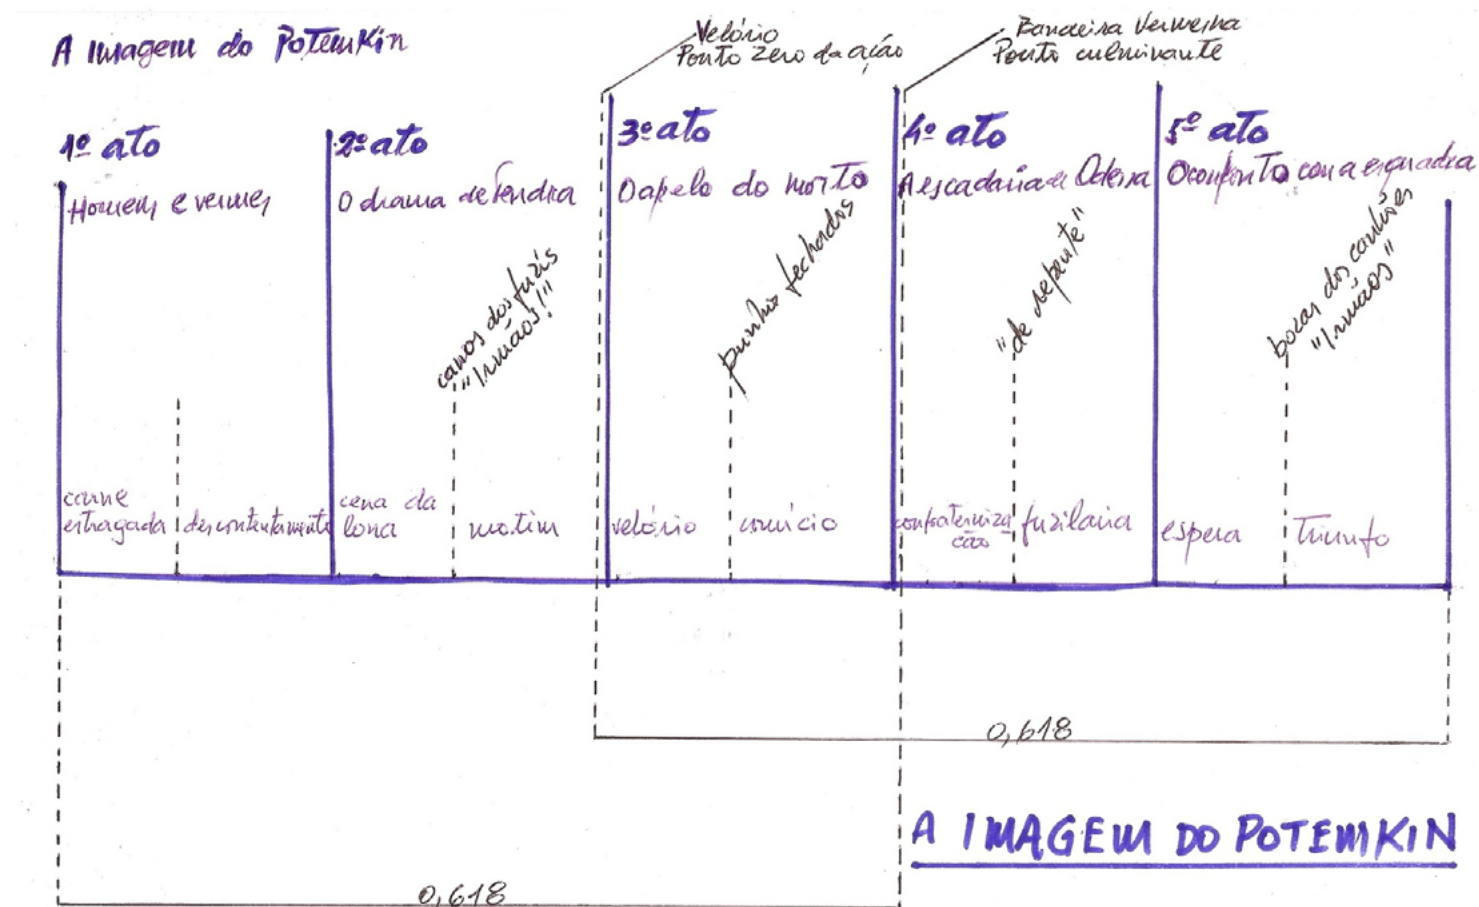 A Imagem do Potemkin
Velório
Ponto zero da ação
Bandeira Vermelha
Ponto culminante
1º ato
2º ato
3º ato
4º ato
5º ato
Homens e vermes
O drama de Tendra
O apelo do morto
A escadaria de Odessa
O confronto com a esquadra
canos dos fuzis
"Irmãos!"
punhos fechados
"de repente"
bocas dos canhões
"Irmãos"
carne
estragada
descontentamento
cena da
lona
motim
velório
comício
confraterniza-
ção
fuzilaria
espera
Triunfo
0,618
A IMAGEM DO POTEMKIN
0,618